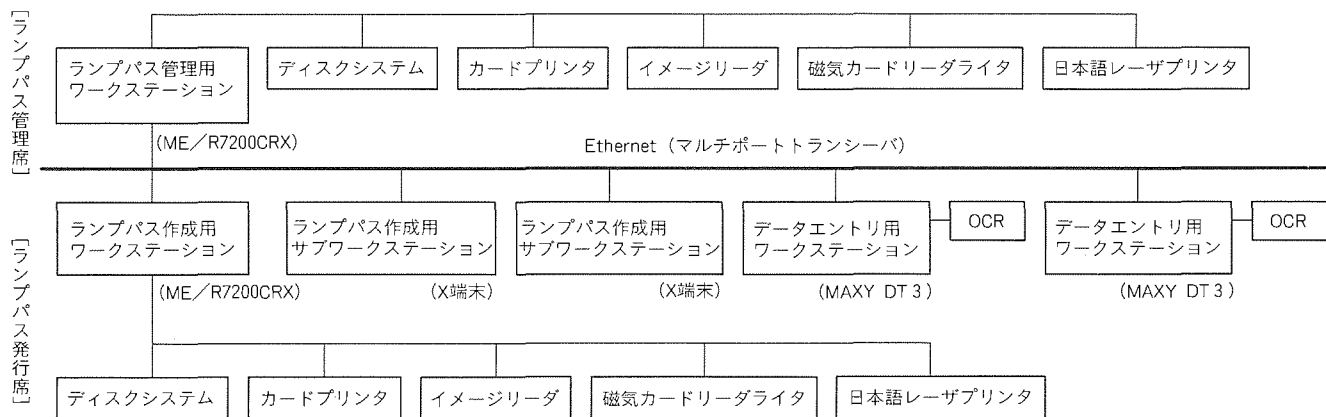 [ランプパス管理席]
ランプパス管理用
ワークステーション
ディスクシステム
カードプリンタ
イメージリーダ
磁気カードリーダライタ
日本語レーザプリンタ
(ME/R7200CRX)
Ethernet(マルチポートトランシーバ)
[ランプパス発行席]
ランプパス作成用
ワークステーション
ランプパス作成用
サブワークステーション
ランプパス作成用
サブワークステーション
データエントリ用
ワークステーション
OCR
データエントリ用
ワークステーション
OCR
(ME/R7200CRX)
(X端末)
(X端末)
(MAXY DT3)
(MAXY DT3)
ディスクシステム
カードプリンタ
イメージリーダ
磁気カードリーダライタ
日本語レーザプリンタ